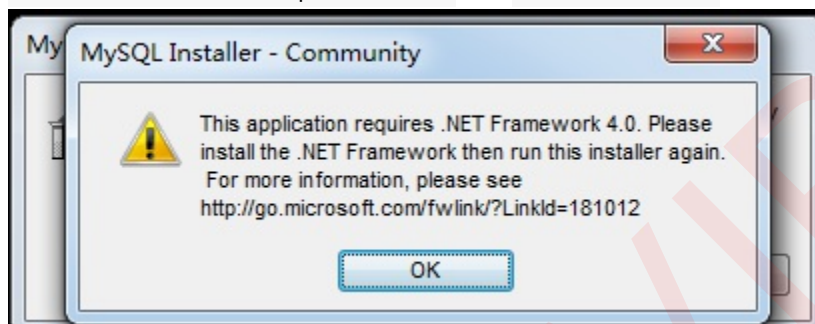 My
MySQL Installer - Community
This application requires .NET Framework 4.0. Please
install the .NET Framework then run this installer again.
For more information, please see
http://go.microsoft.com/fwlink/?LinkId=181012
OK